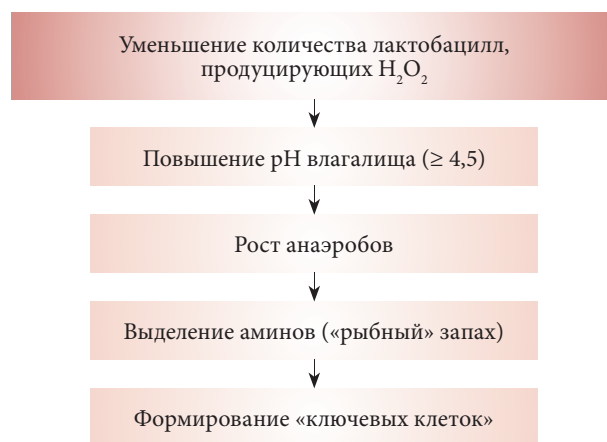 Уменьшение количества лактобацилл,
продуцирующих H₂O₂
Повышение pH влагалища (≥ 4,5)
Рост анаэробов
Выделение аминов («рыбный» запах)
Формирование «ключевых клеток»